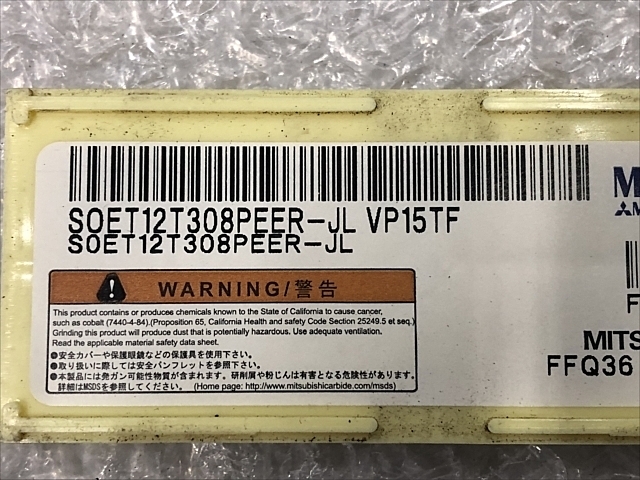 SOET12T308PEER-JL VP15TF
SOET12T308PEER-JL
WARNING/警告
This product contains or produces chemicals known to the State of California to cause cancer,
such as cobalt (7440-4-84).(Proposition 65, California Health and safety Code Section 25249.5 et seq.)
Grinding this product will produce dust that is potentially hazardous. Use adequate ventilation.
Read the applicable material safety data sheet.
●安全カバーや保護眼鏡などの保護具を使用下さい。
●取り扱いに際しては安全パンフレットを参照下さい。
●本製品には発ガン可能性物質が含まれます。研削屑や粉じんは有害となる危険性があります。
詳細はMSDSを参照してください。 (Home page: http://www.mitsubishicarbide.com/msds)
M
M
F
MITS
FFQ36